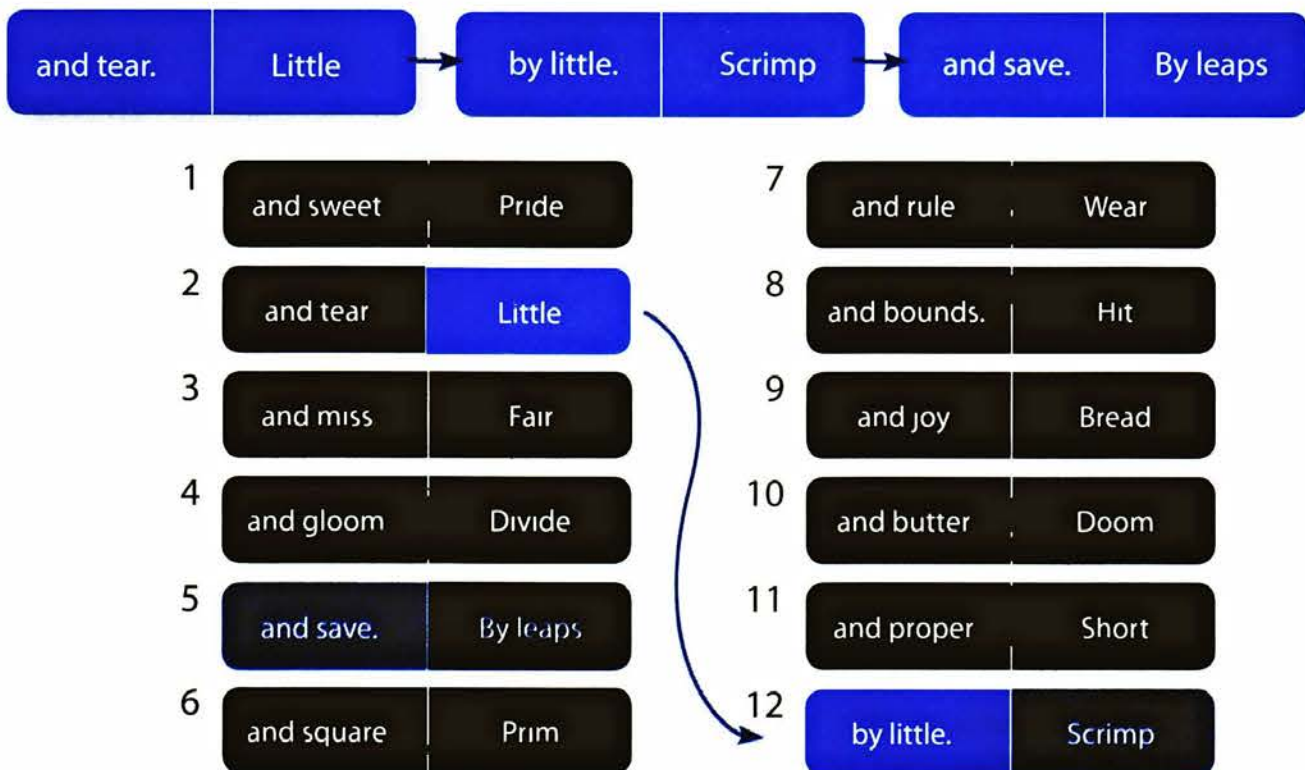 and tear. Little by little. Scrimp and save. By leaps
1 and sweet Pride
2 and tear Little
3 and miss Fair
4 and gloom Divide
5 and save. By leaps
6 and square Prim
7 and rule Wear
8 and bounds. Hit
9 and joy Bread
10 and butter Doom
11 and proper Short
12 by little. Scrimp